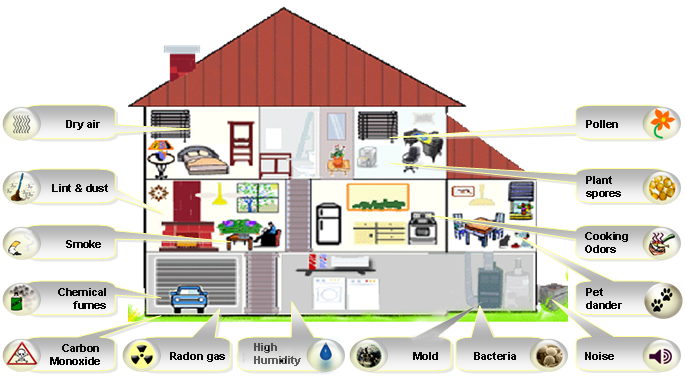 Dry air
Pollen
Lint & dust
Plant
spores
Smoke
Cooking
Odors
Chemical
fumes
Pet
dander
Carbon
Monoxide
Radon gas
High
Humidity
Mold
Bacteria
Noise